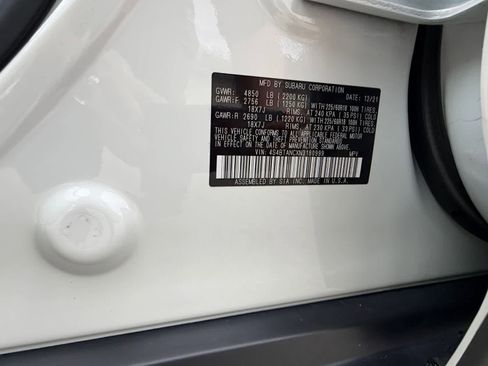 MFD BY SUBARU CORPORATION DATE: 12/21
GVWR: 4850 LB (2200 KG)
GAWR:F 2756 LB (1250 KG) WITH 225/60R18 100H TIRES,
18X7J RIMS, AT 240 KPA (35 PSI) COLD
GAWR:R 2690 LB (1220 KG) WITH 225/60R18 100H TIRES,
18X7J RIMS, AT 230 KPA (33 PSI) COLD
THIS VEHICLE CONFORMS TO ALL APPLICABLE FEDERAL MOTOR
VEHICLE SAFETY, BUMPER, AND THEFT PREVENTION STANDARDS
IN EFFECT ON THE DATE OF MANUFACTURE SHOWN ABOVE.
VIN: 4S4BTANCXN3180999 MPV
ASSEMBLED BY SIA INC. MADE IN U.S.A.